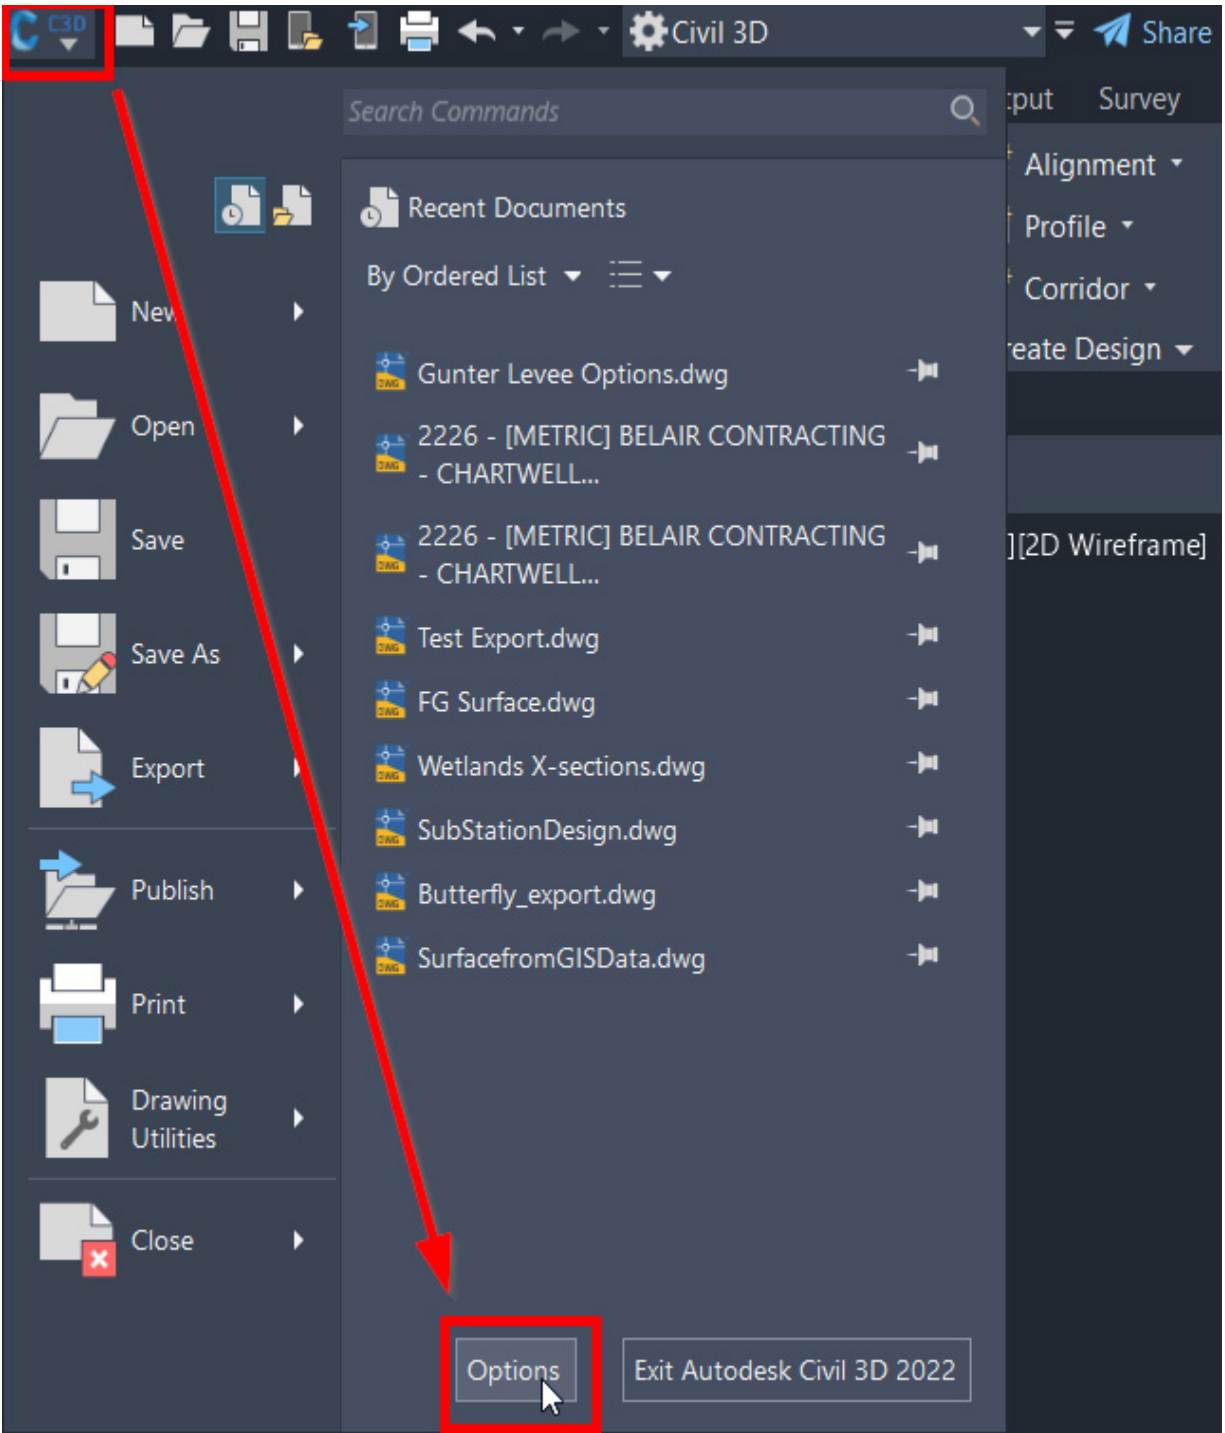 C3D
Civil 3D
Share
Search Commands
Survey
Recent Documents
By Ordered List
Alignment
Profile
Corridor
reate Design
New
Open
Save
Save As
Export
Publish
Print
Drawing
Utilities
Close
Gunter Levee Options.dwg
2226 - [METRIC] BELAIR CONTRACTING
- CHARTWELL...
2226 - [METRIC] BELAIR CONTRACTING
- CHARTWELL...
Test Export.dwg
FG Surface.dwg
Wetlands X-sections.dwg
SubStationDesign.dwg
Butterfly_export.dwg
SurfacefromGISData.dwg
][2D Wireframe]
Options
Exit Autodesk Civil 3D 2022